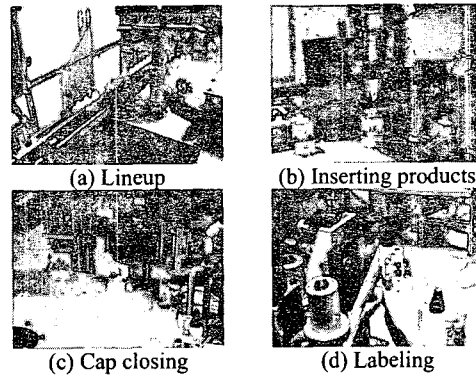 (a) Lineup
(b) Inserting products
(c) Cap closing
(d) Labeling